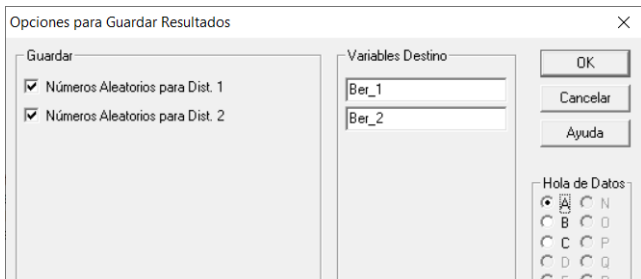 Opciones para Guardar Resultados
Guardar
Números Aleatorios para Dist. 1
Números Aleatorios para Dist. 2
Variables Destino
Ber_1
Ber_2
OK
Cancelar
Ayuda
Hola de Datos
A N
B O
C P
D Q